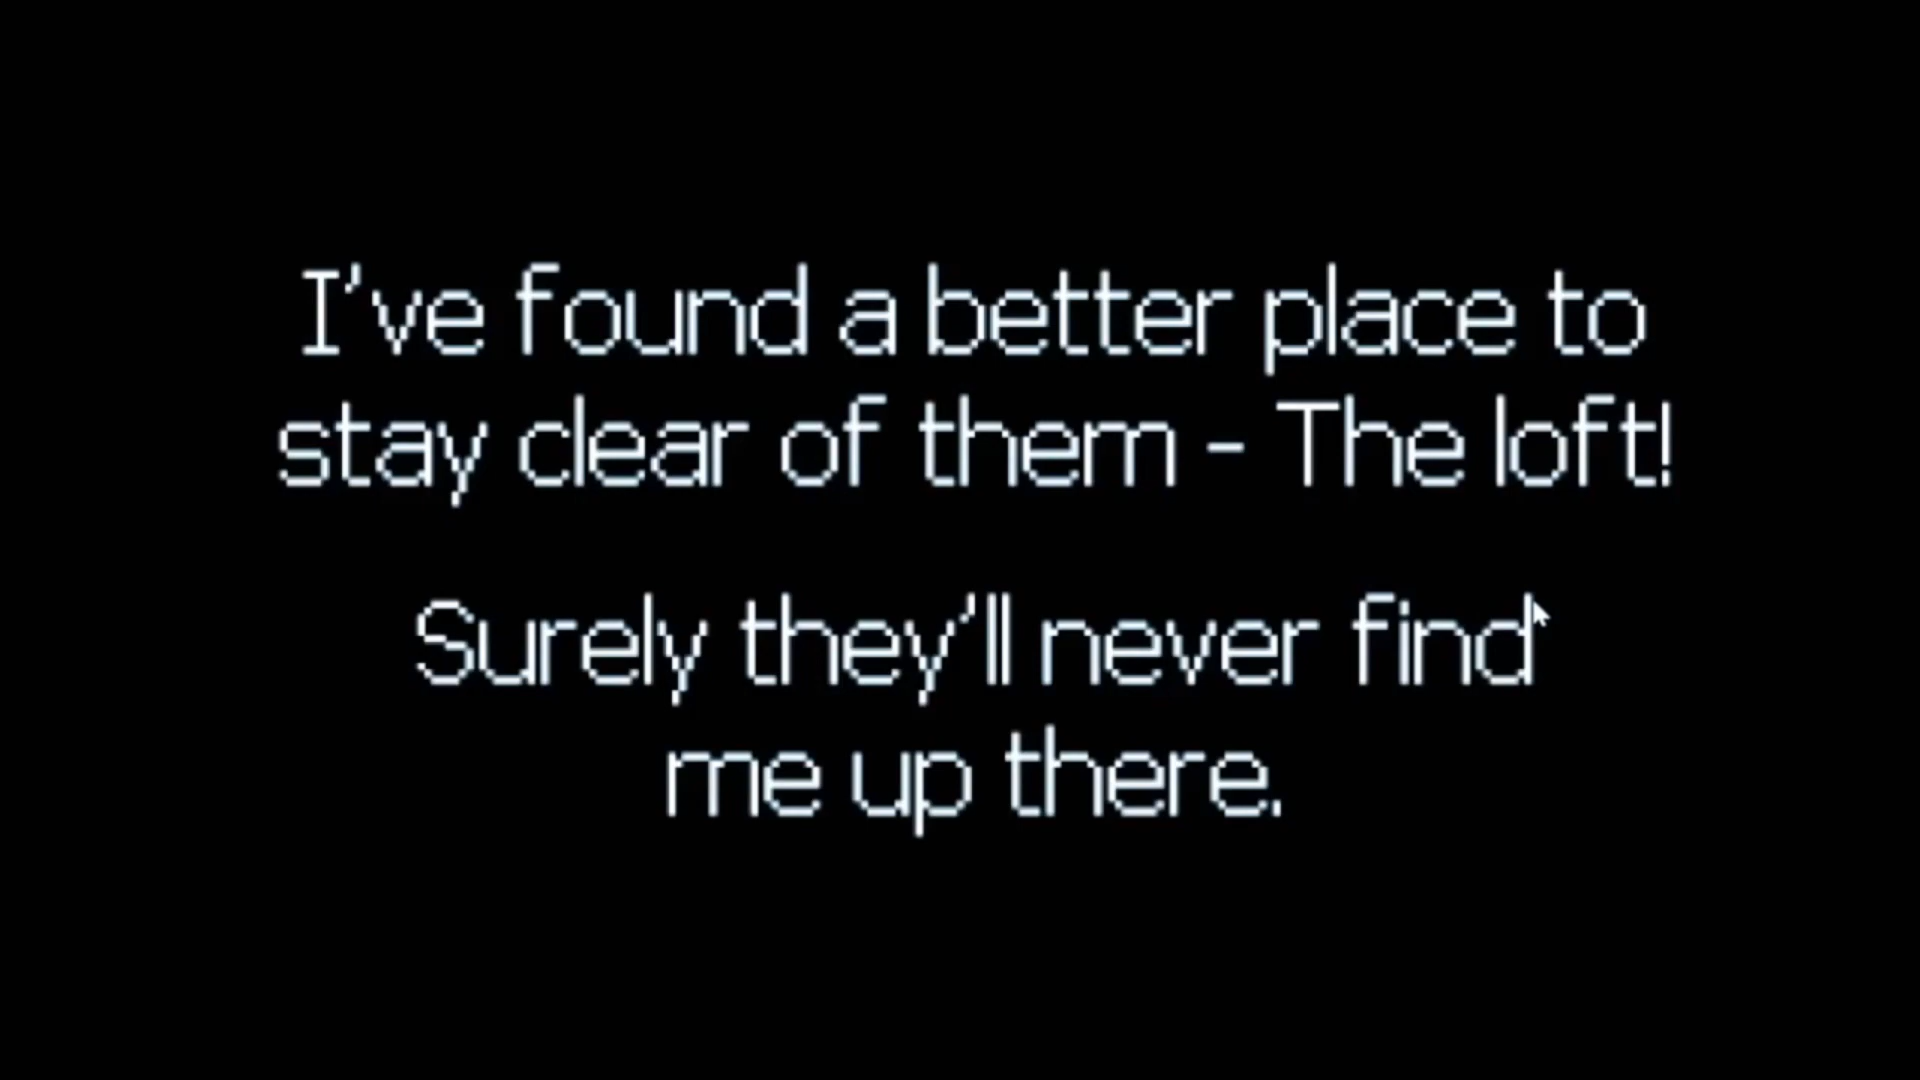 I've found a better place to
stay clear of them - The loft!
Surely they'll never find
me up there.